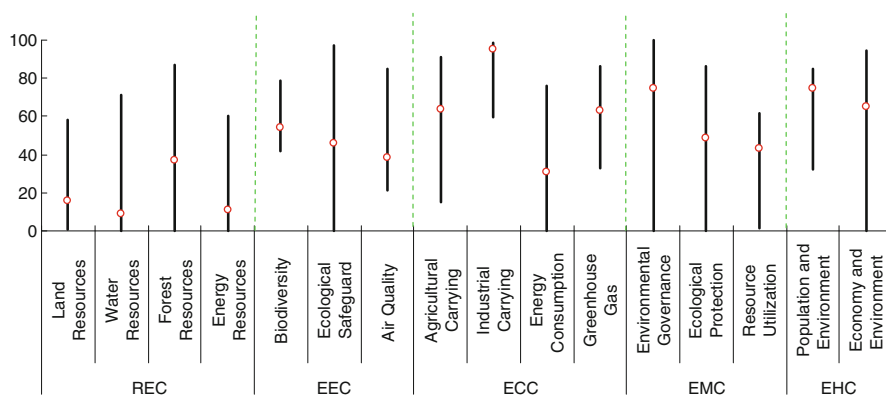 100
80
60
40
20
0
Land
Resources
Water
Resources
Forest
Resources
Energy
Resources
Biodiversity
Ecological
Safeguard
Air Quality
Agricultural
Carrying
Industrial
Carrying
Energy
Consumption
Greenhouse
Gas
Environmental
Governance
Ecological
Protection
Resource
Utilization
Population and
Environment
Economy and
Environment
REC
EEC
ECC
EMC
EHC